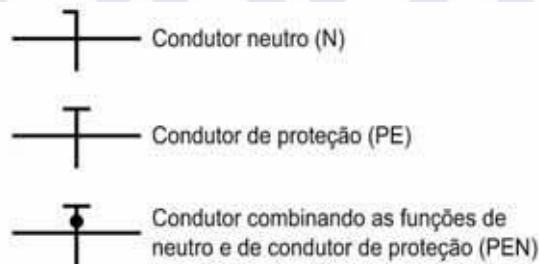 Condutor neutro (N)
Condutor de proteção (PE)
Condutor combinando as funções de
neutro e de condutor de proteção (PEN)